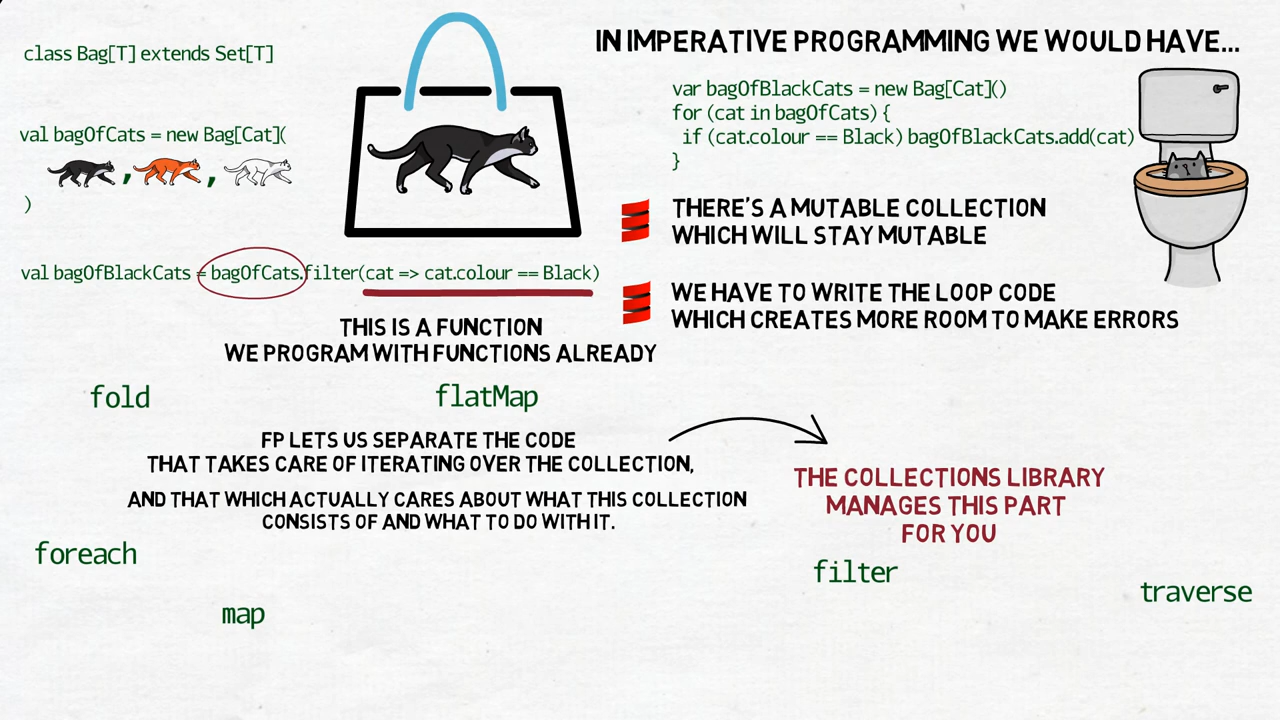 class Bag[T] extends Set[T]
val bagOfCats = new Bag[Cat](
, ,
)
val bagOfBlackCats = bagOfCats.filter(cat => cat.colour == Black)
THIS IS A FUNCTION
WE PROGRAM WITH FUNCTIONS ALREADY
IN IMPERATIVE PROGRAMMING WE WOULD HAVE...
var bagOfBlackCats = new Bag[Cat]()
for (cat in bagOfCats) {
if (cat.colour == Black) bagOfBlackCats.add(cat)
}
THERE'S A MUTABLE COLLECTION
WHICH WILL STAY MUTABLE
WE HAVE TO WRITE THE LOOP CODE
WHICH CREATES MORE ROOM TO MAKE ERRORS
fold
flatMap
FP LETS US SEPARATE THE CODE
THAT TAKES CARE OF ITERATING OVER THE COLLECTION,
AND THAT WHICH ACTUALLY CARES ABOUT WHAT THIS COLLECTION
CONSISTS OF AND WHAT TO DO WITH IT.
THE COLLECTIONS LIBRARY
MANAGES THIS PART
FOR YOU
foreach
filter
traverse
map